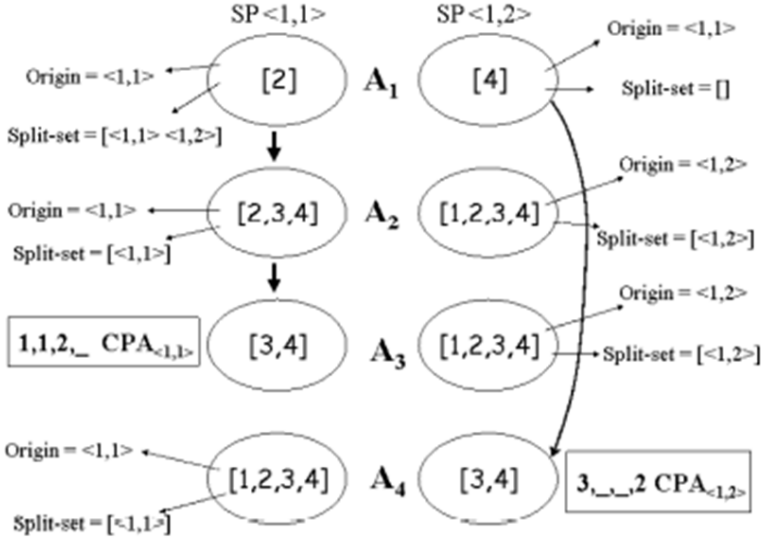 SP<1,1> SP<1,2>
Origin = <1,1> [2] A1 [4] Origin = <1,1>
Split-set = []
Split-set = [<1,1> <1,2>]
Origin = <1,1> [2,3,4] A2 [1,2,3,4] Origin = <1,2>
Split-set = [<1,1>] Split-set = [<1,2>]
Origin = <1,2>
1,1,2,_ CPA<1,1> [3,4] A3 [1,2,3,4] Split-set = [<1,2>]
Origin = <1,1>
[1,2,3,4] A4 [3,4] 3,_,_,2 CPA<1,2>
Split-set = [<1,1>]